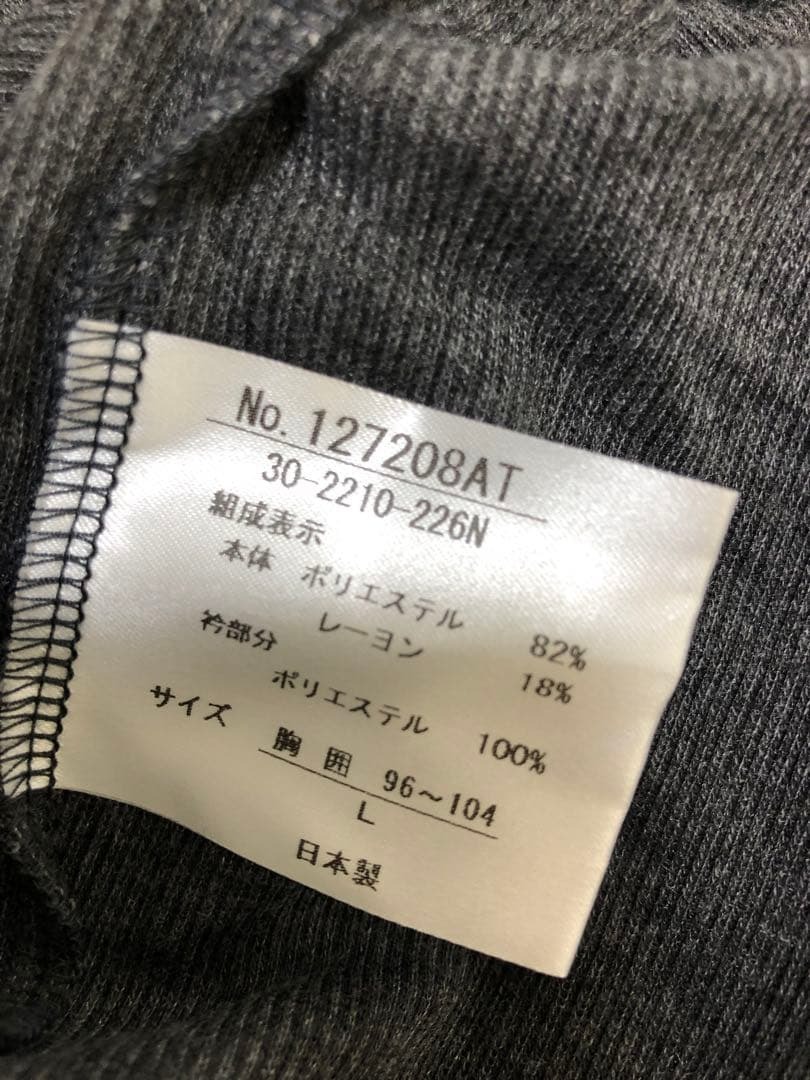 No. 127208AT
30-2210-226N
組成表示
本体 ポリエステル 82%
レーヨン 18%
衿部分
ポリエステル 100%
サイズ 胸囲 96〜104
L
日本製